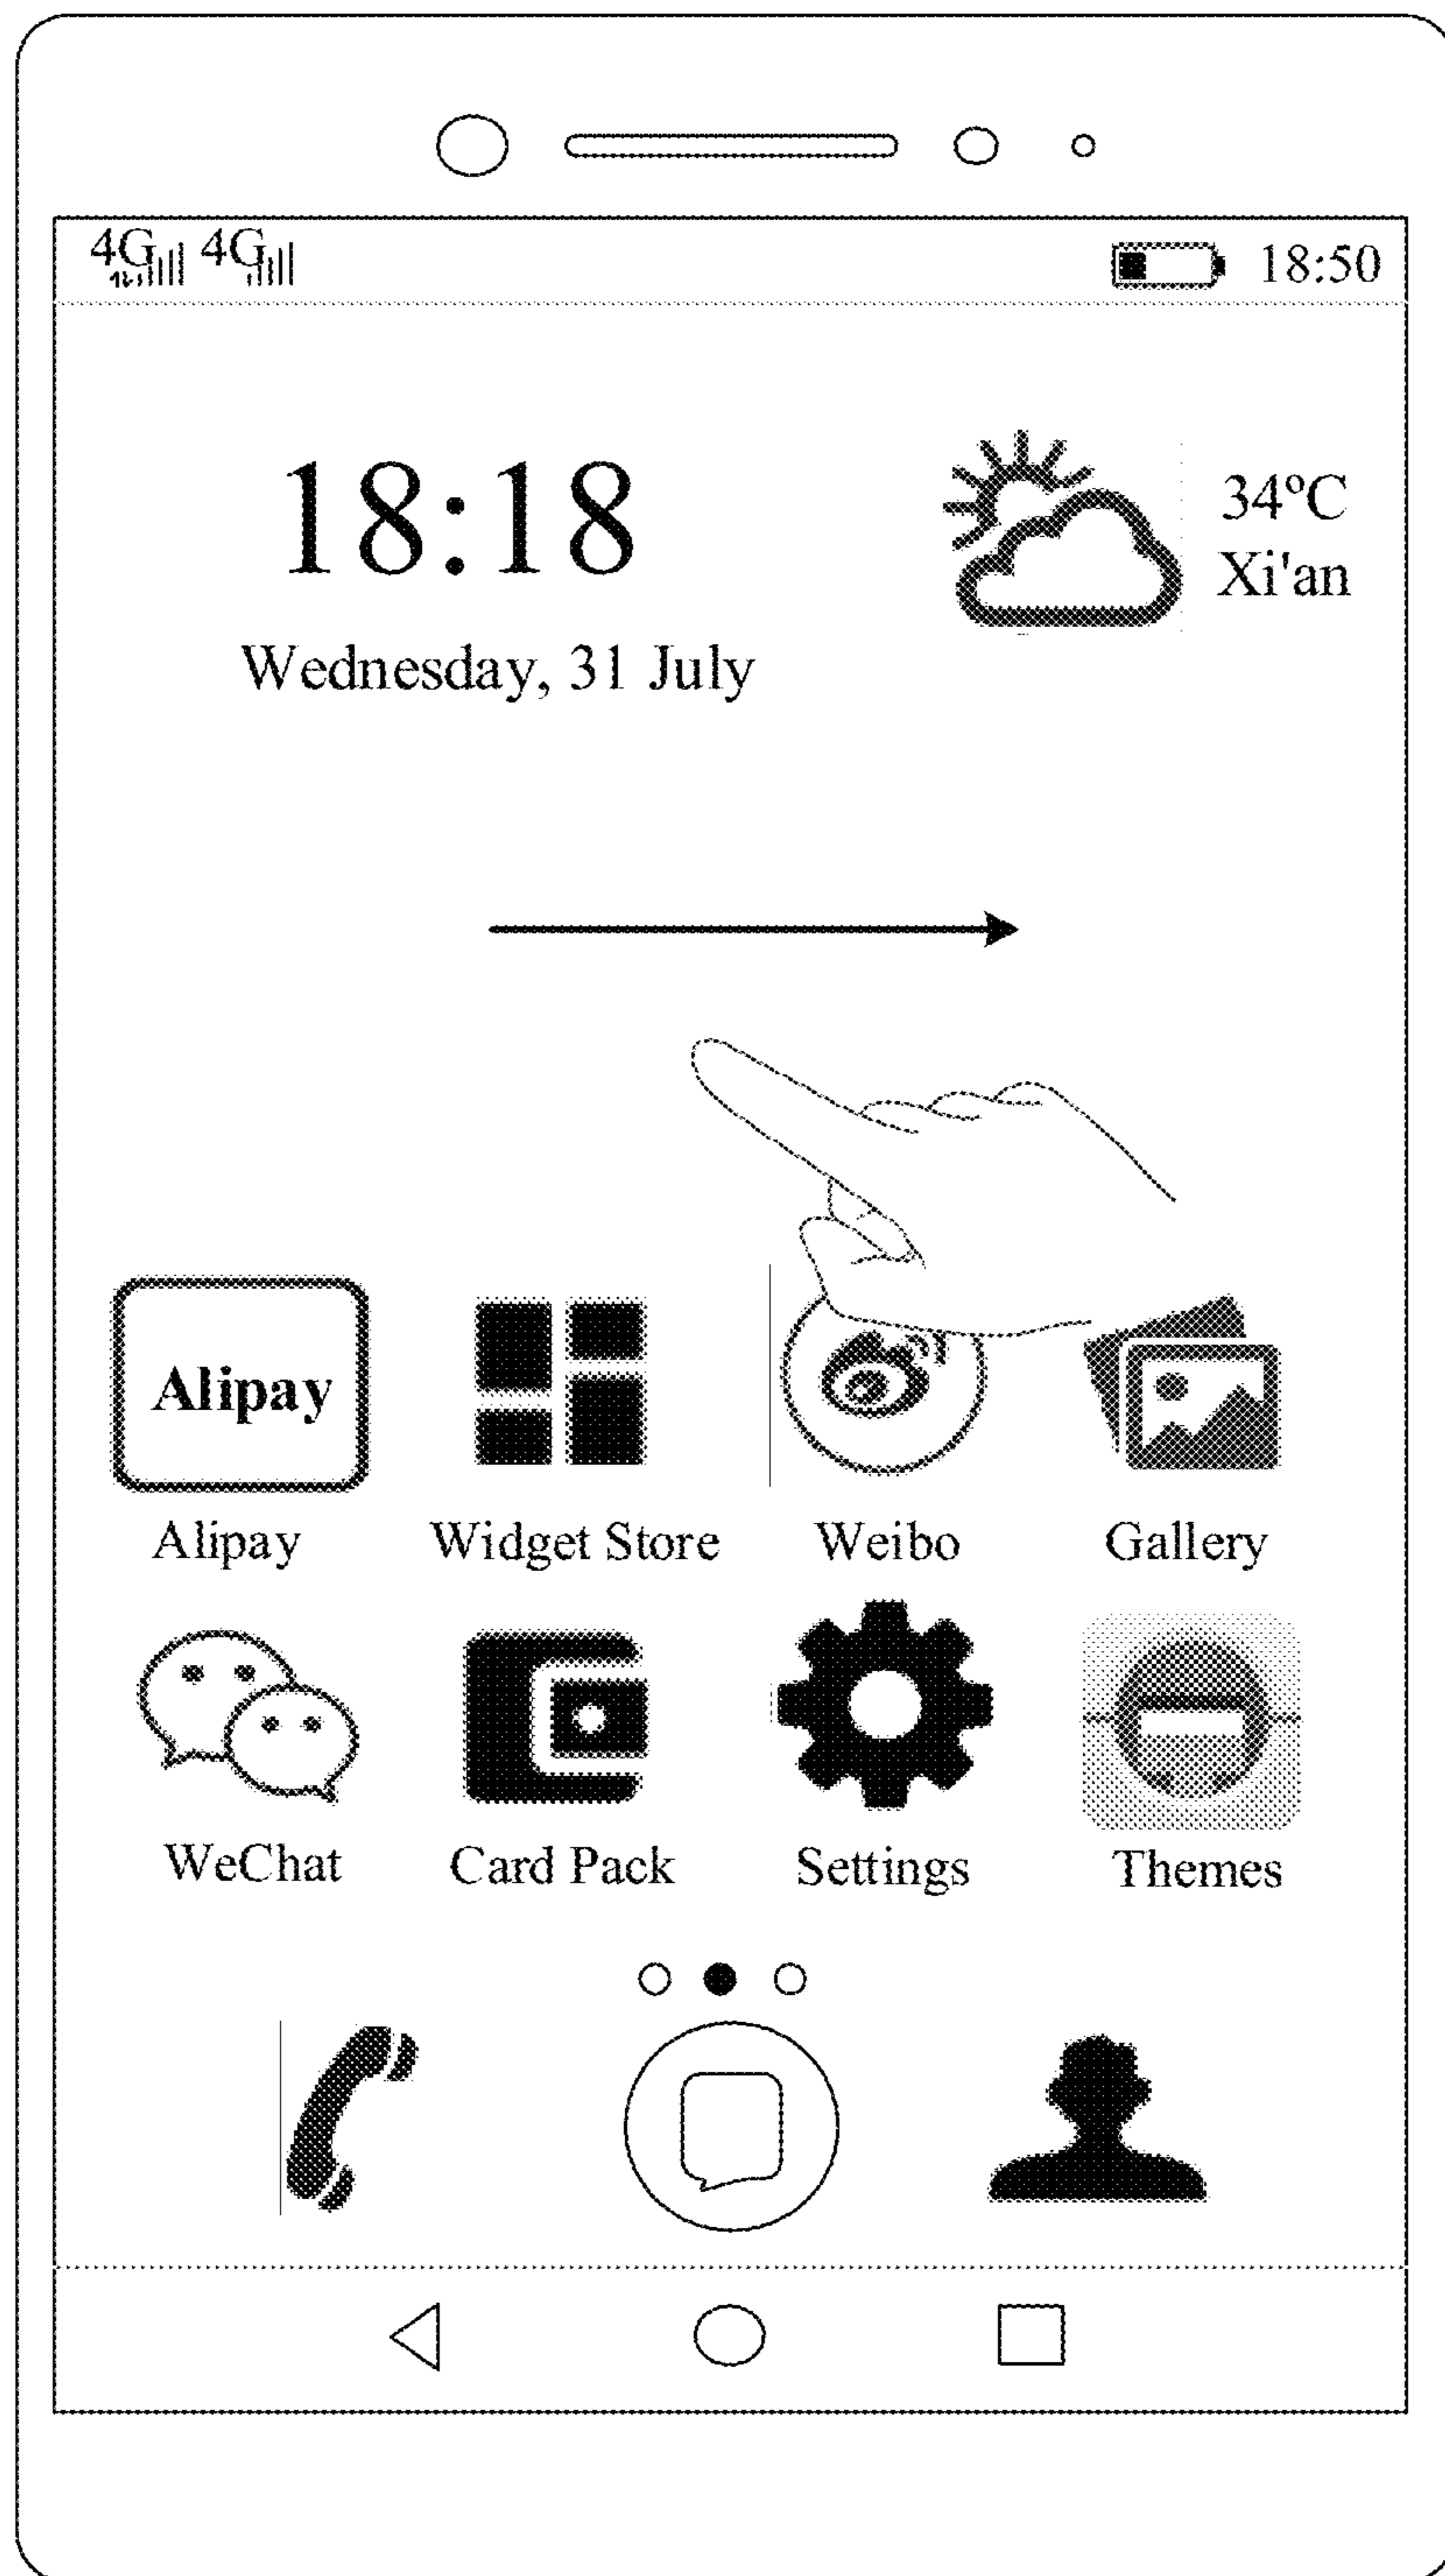 4G 4G 18:50
18:18
34ºC
Xi'an
Wednesday, 31 July
Alipay
Alipay Widget Store Weibo Gallery
WeChat Card Pack Settings Themes